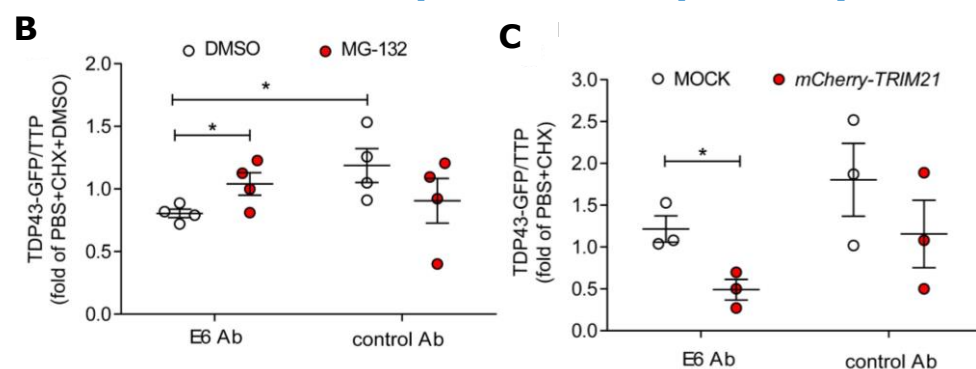 B
DMSO MG-132
TDP43-GFP/TTP
(fold of PBS+CHX+DMSO)
2.0
1.5
1.0
0.5
0.0
*
*
E6 Ab control Ab
C
MOCK mCherry-TRIM21
TDP43-GFP/TTP
(fold of PBS+CHX)
3.0
2.5
2.0
1.5
1.0
0.5
0.0
*
E6 Ab control Ab